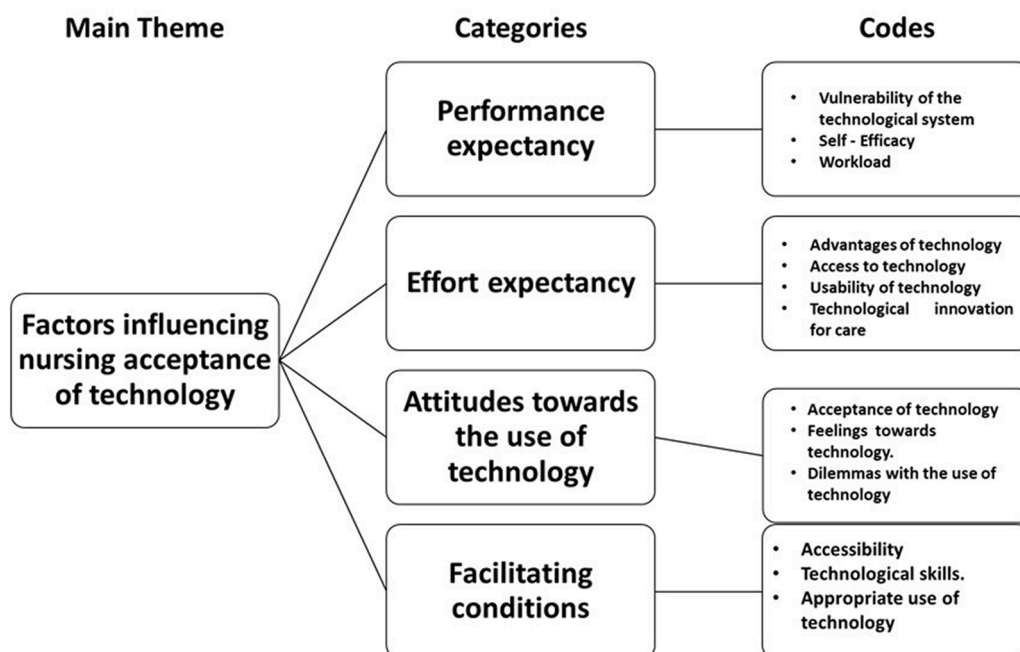 Main Theme
Categories
Codes
Factors influencing
nursing acceptance
of technology
Performance
expectancy
• Vulnerability of the
technological system
• Self - Efficacy
• Workload
Effort expectancy
• Advantages of technology
• Access to technology
• Usability of technology
• Technological innovation
for care
Attitudes towards
the use of
technology
• Acceptance of technology
• Feelings towards
technology.
• Dilemmas with the use of
technology
Facilitating
conditions
• Accessibility
• Technological skills.
• Appropriate use of
technology